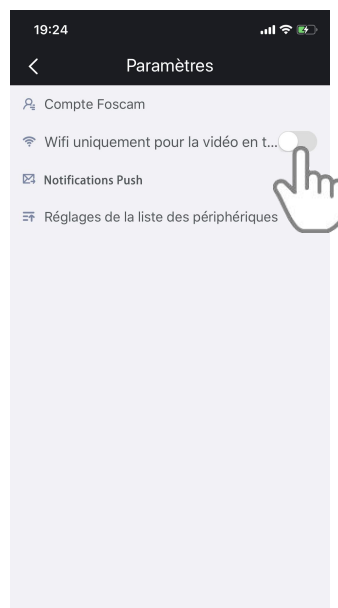 19:24
Paramètres
Compte Foscam
Wifi uniquement pour la vidéo en t...
Notifications Push
Réglages de la liste des périphériques